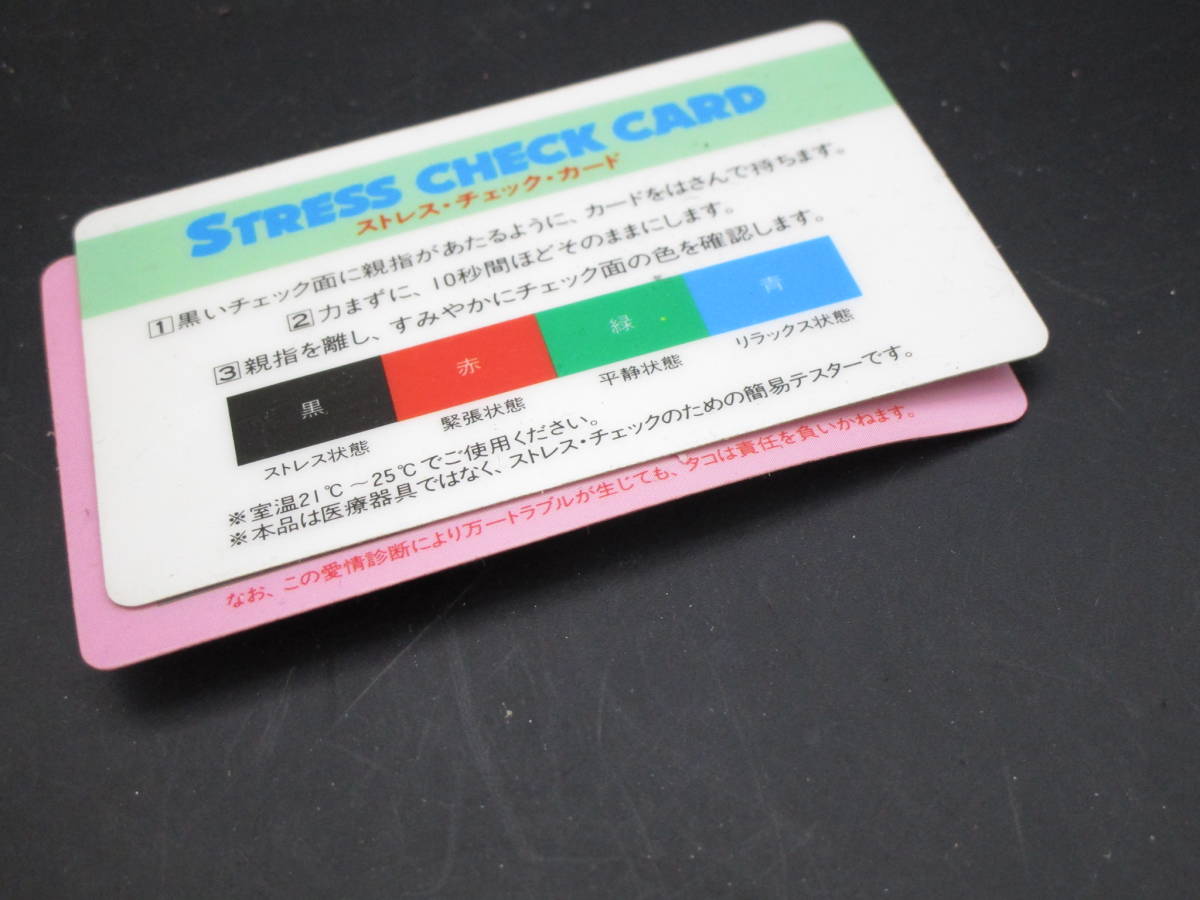 STRESS CHECK CARD
ストレス・チェック・カード
1 黒いチェック面に親指があたるように、カードをはさんで持ちます。
2 力まずに、10秒間ほどそのままにします。
3 親指を離し、すみやかにチェック面の色を確認します。
黒 赤 緑 青
ストレス状態 緊張状態 平静状態 リラックス状態
※室温21℃～25℃でご使用ください。
※本品は医療器具ではなく、ストレス・チェックのための簡易テスターです。
なお、この愛情診断により万一トラブルが生じても、タコは責任を負いかねます。